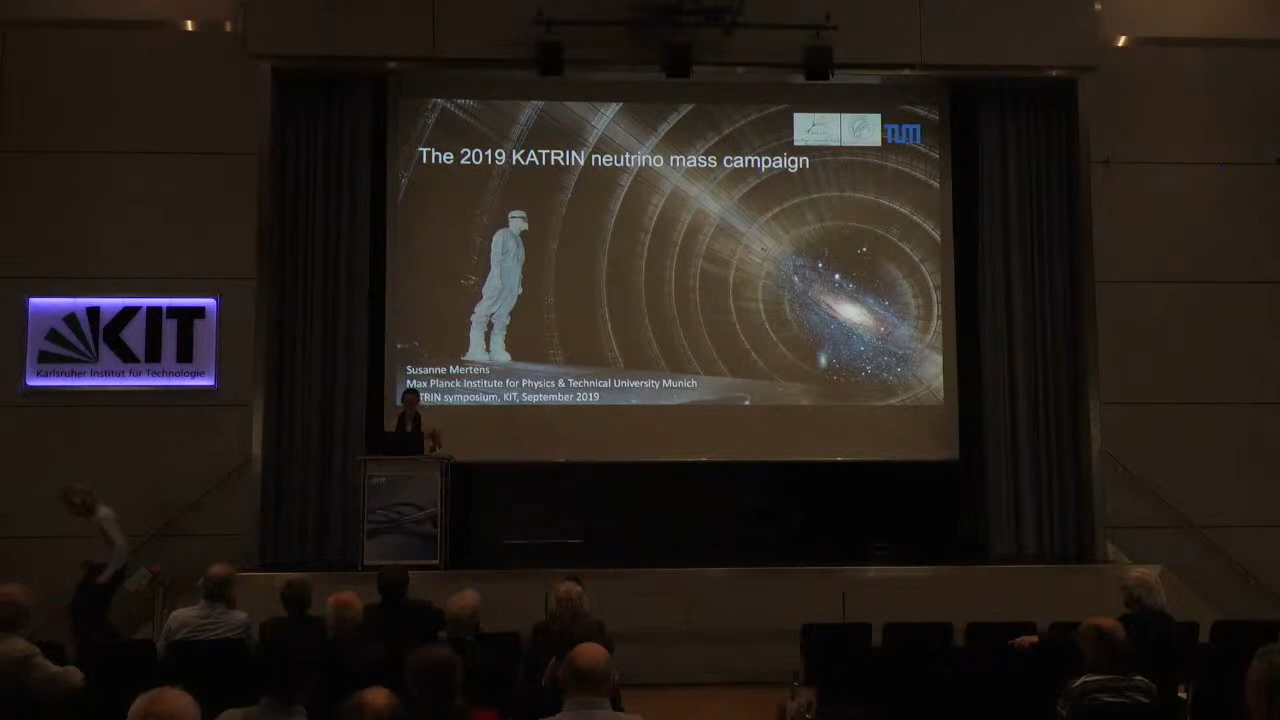 The 2019 KATRIN neutrino mass campaign
TUM
KIT
Karlsruher Institut für Technologie
Susanne Mertens
Max Planck Institute for Physics & Technical University Munich
TRIN symposium, KIT, September 2019